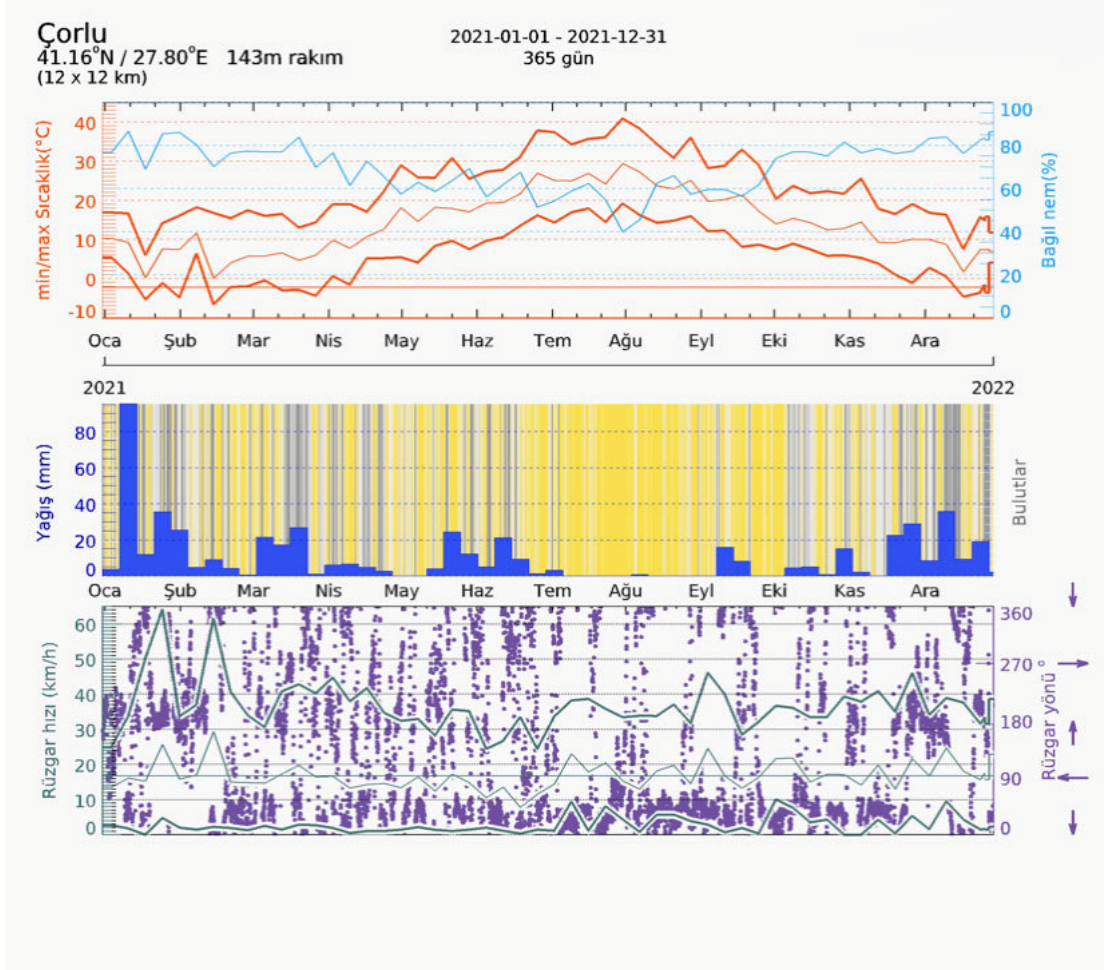 Çorlu
41.16°N / 27.80°E 143m rakım
(12 x 12 km)
2021-01-01 - 2021-12-31
365 gün
min/max Sıcaklık(°C)
40
30
20
10
0
-10
100
80
60
40
20
0
Bağıl nem(%)
Oca Şub Mar Nis May Haz Tem Ağu Eyl Eki Kas Ara
2021 2022
Yağış (mm)
80
60
40
20
0
Bulutlar
Oca Şub Mar Nis May Haz Tem Ağu Eyl Eki Kas Ara
Rüzgar hızı (km/h)
60
50
40
30
20
10
0
360
270
180
90
0
Rüzgar yönü °